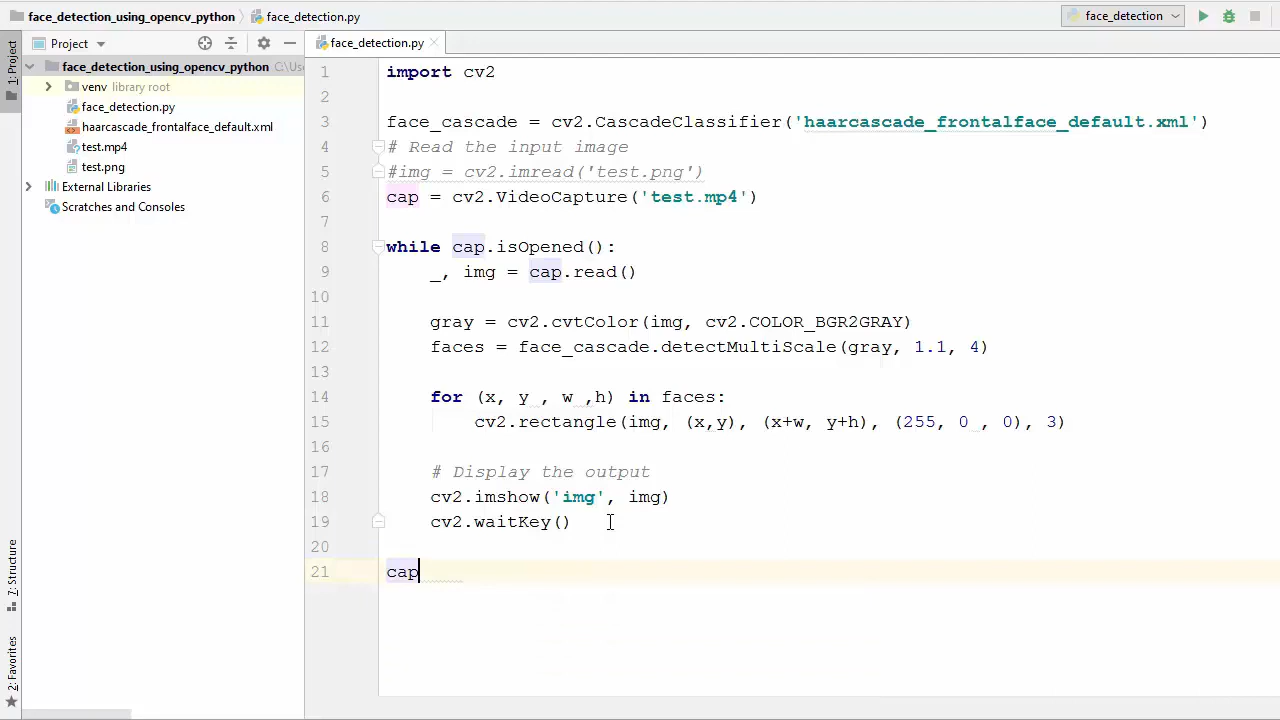 face_detection_using_opencv_python face_detection.py face_detection
1: Project Project face_detection.py
face_detection_using_opencv_python C:\Us
venv library root
face_detection.py
haarcascade_frontalface_default.xml
test.mp4
test.png
External Libraries
Scratches and Consoles
7: Structure
2: Favorites
1 import cv2
2
3 face_cascade = cv2.CascadeClassifier('haarcascade_frontalface_default.xml')
4 # Read the input image
5 #img = cv2.imread('test.png')
6 cap = cv2.VideoCapture('test.mp4')
7
8 while cap.isOpened():
9 _, img = cap.read()
10
11 gray = cv2.cvtColor(img, cv2.COLOR_BGR2GRAY)
12 faces = face_cascade.detectMultiScale(gray, 1.1, 4)
13
14 for (x, y , w ,h) in faces:
15 cv2.rectangle(img, (x,y), (x+w, y+h), (255, 0 , 0), 3)
16
17 # Display the output
18 cv2.imshow('img', img)
19 cv2.waitKey()
20
21 cap